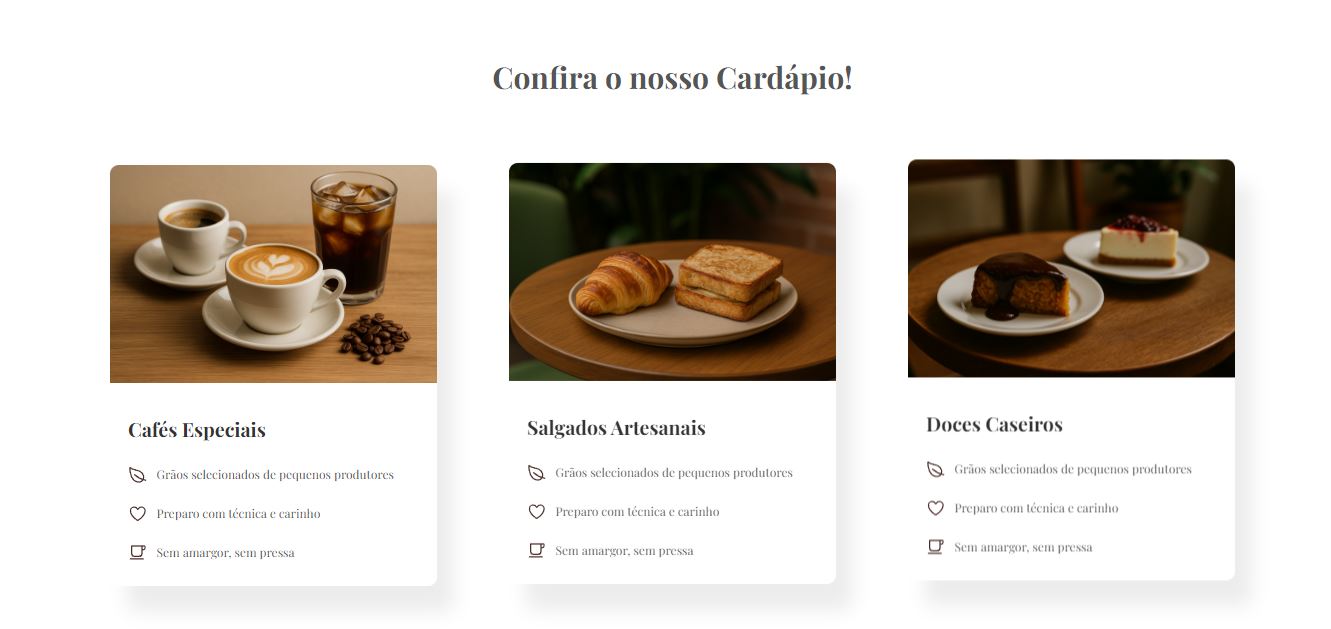 Confira o nosso Cardápio!
Cafés Especiais
Grãos selecionados de pequenos produtores
Preparo com técnica e carinho
Sem amargor, sem pressa
Salgados Artesanais
Grãos selecionados de pequenos produtores
Preparo com técnica e carinho
Sem amargor, sem pressa
Doces Caseiros
Grãos selecionados de pequenos produtores
Preparo com técnica e carinho
Sem amargor, sem pressa